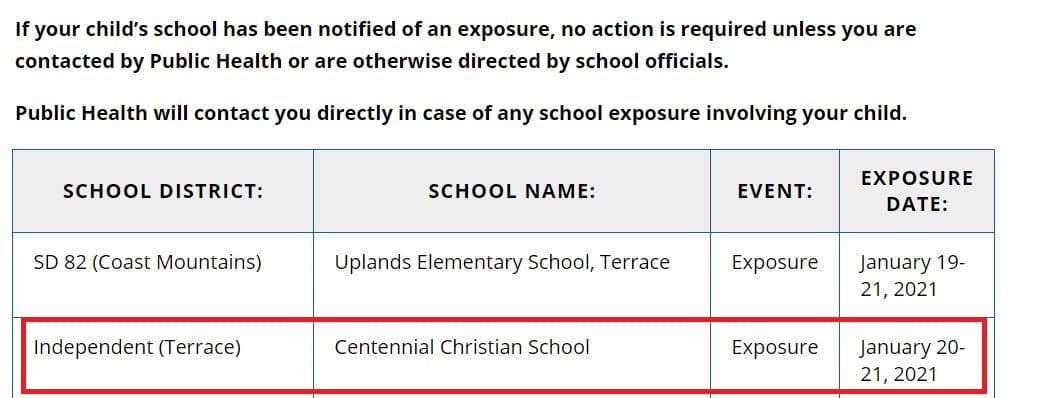 If your child’s school has been notified of an exposure, no action is required unless you are
contacted by Public Health or are otherwise directed by school officials.
Public Health will contact you directly in case of any school exposure involving your child.
SCHOOL DISTRICT: SCHOOL NAME: EVENT: EXPOSURE
DATE:
SD 82 (Coast Mountains) Uplands Elementary School, Terrace Exposure January 19-
21, 2021
Independent (Terrace) Centennial Christian School Exposure January 20-
21, 2021